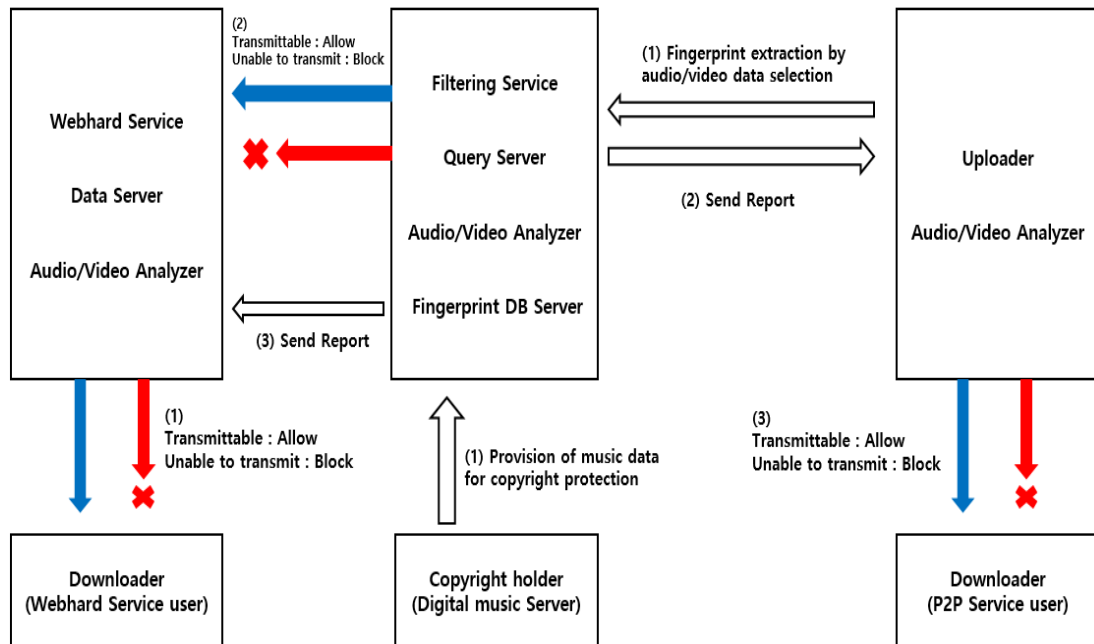 Webhard Service
Data Server
Audio/Video Analyzer
(2)
Transmittable : Allow
Unable to transmit : Block
(3) Send Report
Filtering Service
Query Server
Audio/Video Analyzer
Fingerprint DB Server
(1) Fingerprint extraction by
audio/video data selection
(2) Send Report
Uploader
Audio/Video Analyzer
(1)
Transmittable : Allow
Unable to transmit : Block
(1) Provision of music data
for copyright protection
(3)
Transmittable : Allow
Unable to transmit : Block
Downloader
(Webhard Service user)
Copyright holder
(Digital music Server)
Downloader
(P2P Service user)